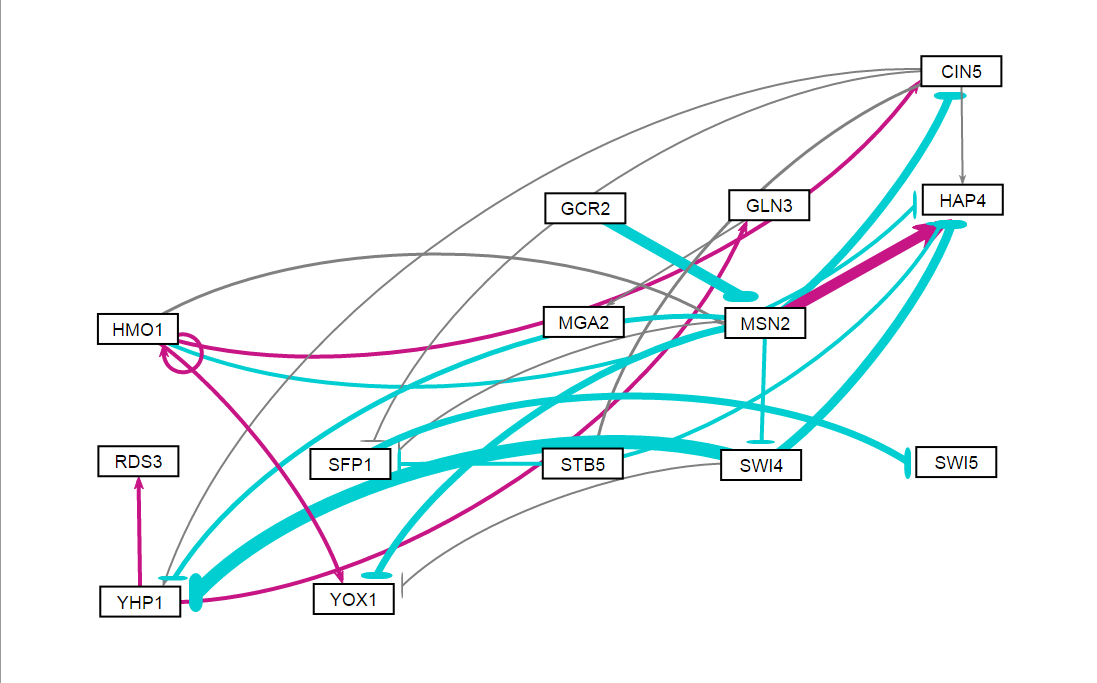 CIN5
HAP4
GCR2
GLN3
MGA2
MSN2
HMO1
RDS3
SFP1
STB5
SWI4
SWI5
YHP1
YOX1